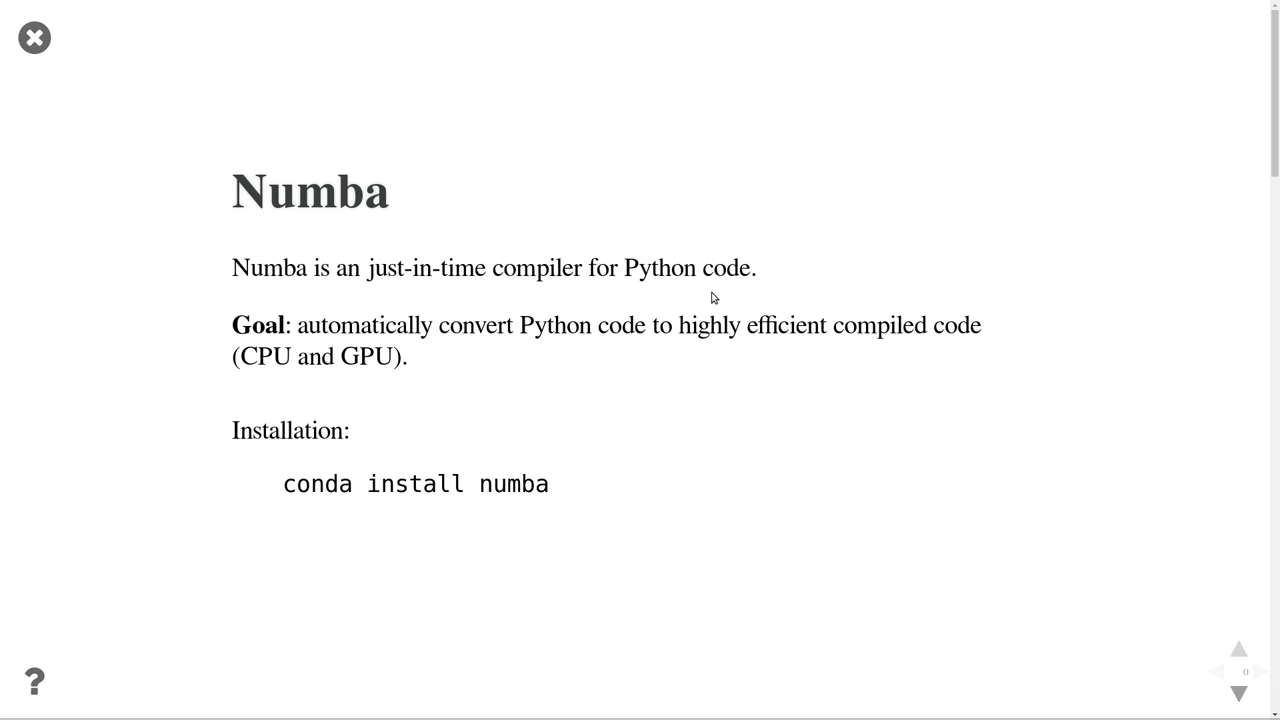 Numba
Numba is an just-in-time compiler for Python code.
Goal: automatically convert Python code to highly efficient compiled code
(CPU and GPU).
Installation:
conda install numba
?
0